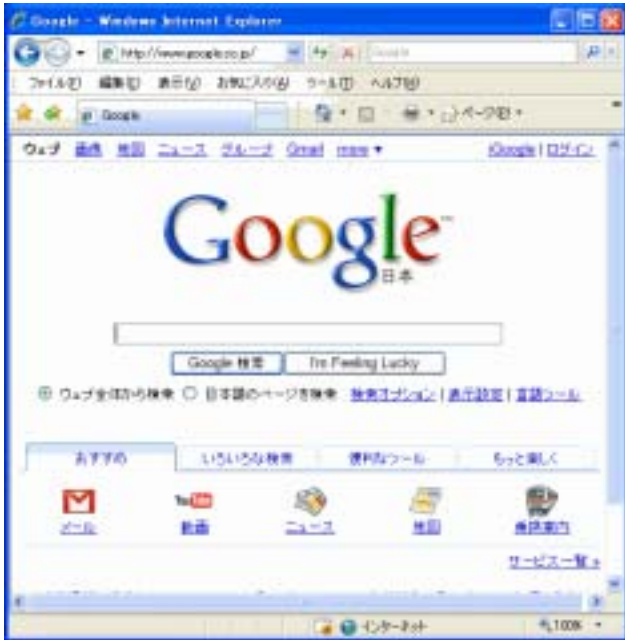 Google - Windows Internet Explorer
http://www.google.co.jp/ Google
ファイル(F) 編集(E) 表示(V) お気に入り(A) ツール(T) ヘルプ(H)
Google ページ(P)
ウェブ 画像 地図 ニュース グループ Gmail more ▼ iGoogle | ログイン
Google™
日本
Google 検索 I'm Feeling Lucky
ウェブ全体から検索 日本語のページを検索 検索オプション | 表示設定 | 言語ツール
おすすめ いろいろな検索 便利なツール もっと楽しく
YouTube
メール 動画 ニュース 地図 乗換案内
サービス一覧 »
インターネット 100%